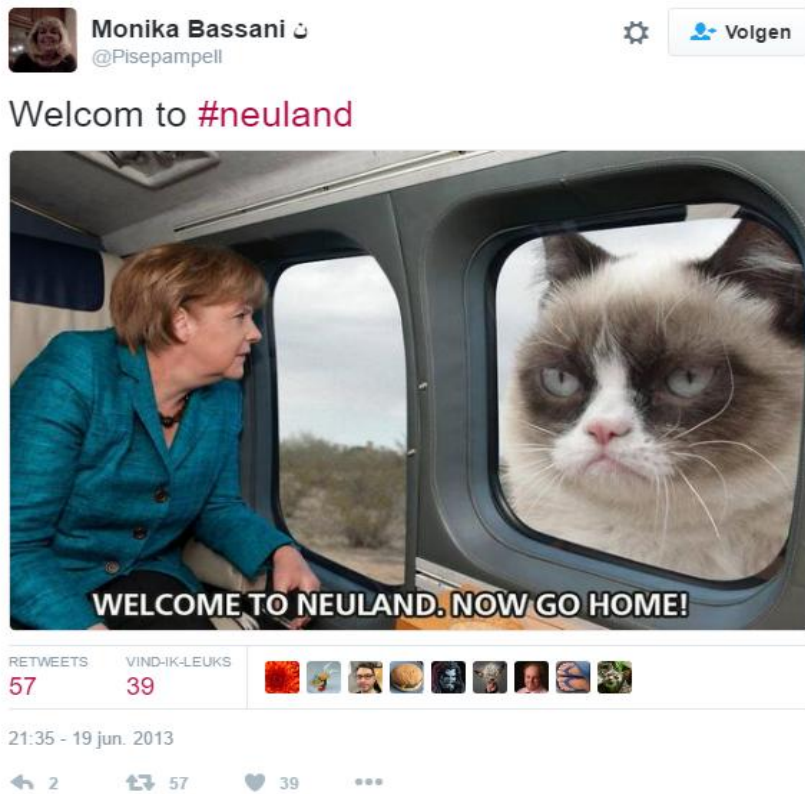 Monika Bassani ن
@Pisepampell
Volgen
Welcom to #neuland
WELCOME TO NEULAND. NOW GO HOME!
RETWEETS VIND-IK-LEUKS
57 39
21:35 - 19 jun. 2013
2 57 39